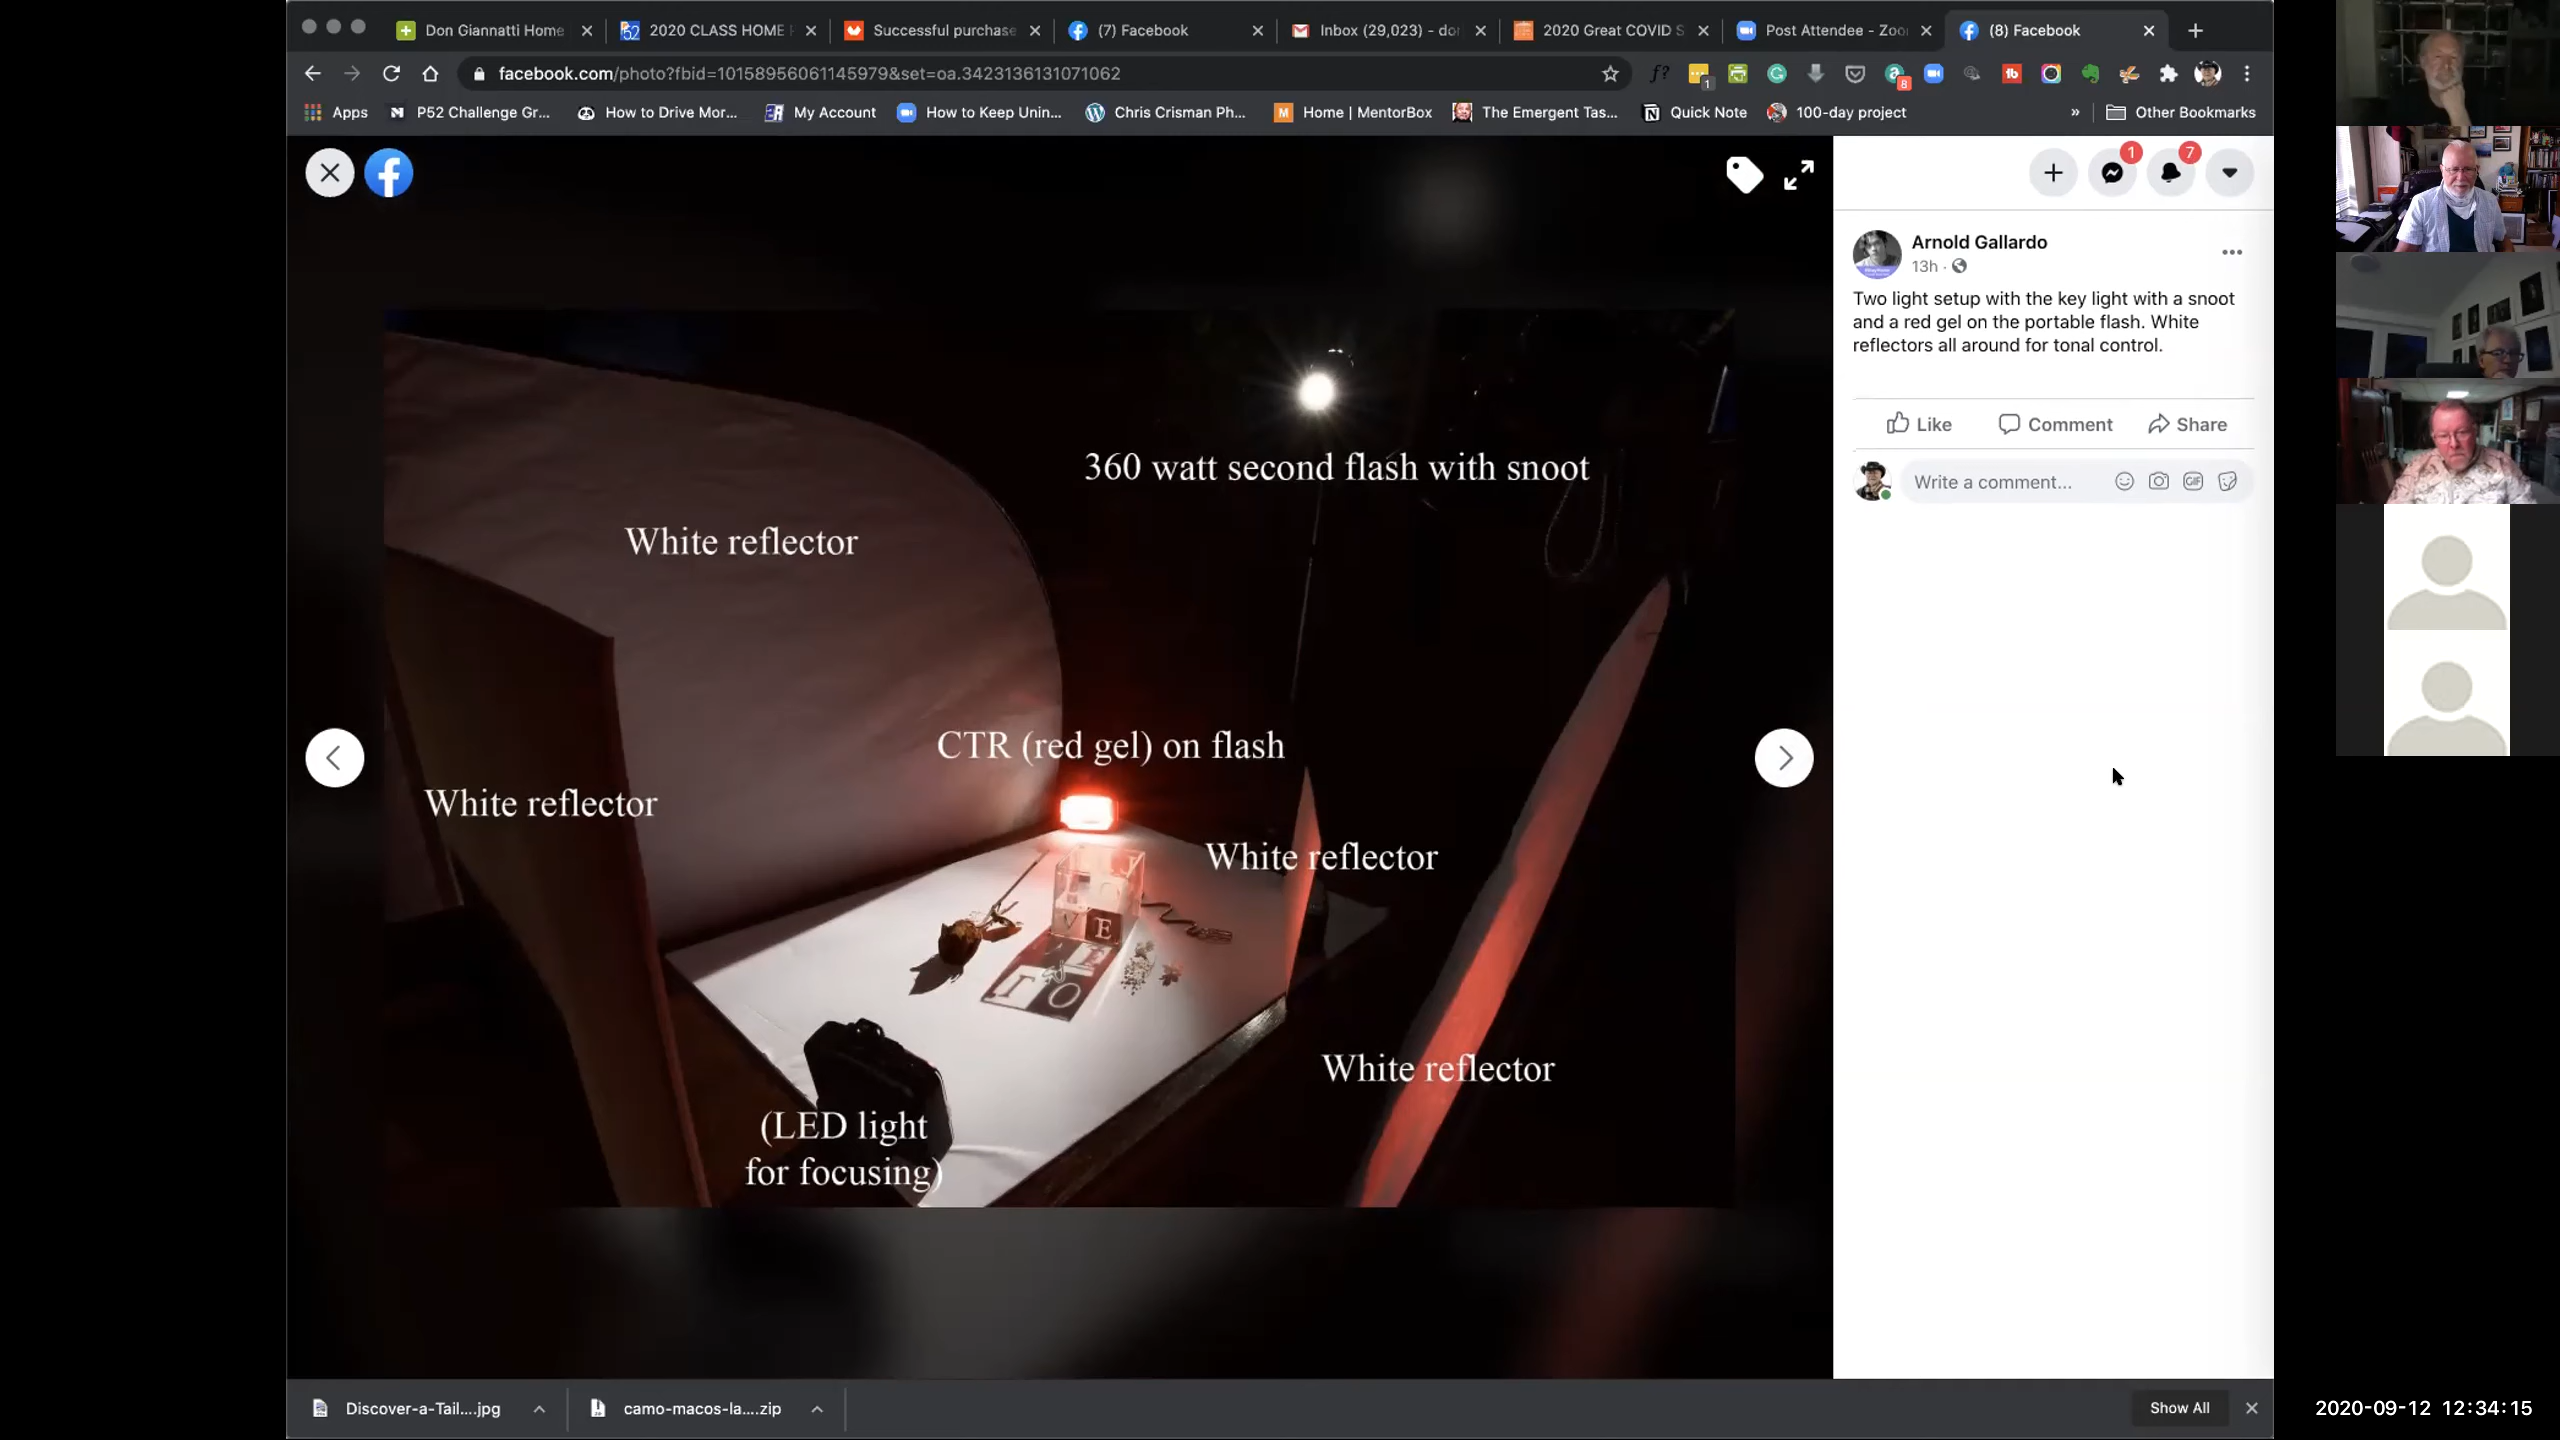 Don Giannatti Home
2020 CLASS HOME
Successful purchase
(7) Facebook
Inbox (29,023) - do
2020 Great COVID S
Post Attendee - Zoo
(8) Facebook
facebook.com/photo?fbid=10158956061145979&set=oa.3423136131071062
f?
1
8
tb
Apps
P52 Challenge Gr...
How to Drive Mor...
My Account
How to Keep Unin...
Chris Crisman Ph...
M
Home | MentorBox
The Emergent Tas...
Quick Note
100-day project
»
Other Bookmarks
1
7
Arnold Gallardo
13h ·
Two light setup with the key light with a snoot
and a red gel on the portable flash. White
reflectors all around for tonal control.
Like
Comment
Share
Write a comment...
GIF
360 watt second flash with snoot
White reflector
CTR (red gel) on flash
White reflector
White reflector
V E
L O
White reflector
(LED light
for focusing)
Discover-a-Tail....jpg
camo-macos-la....zip
Show All
2020-09-12 12:34:15